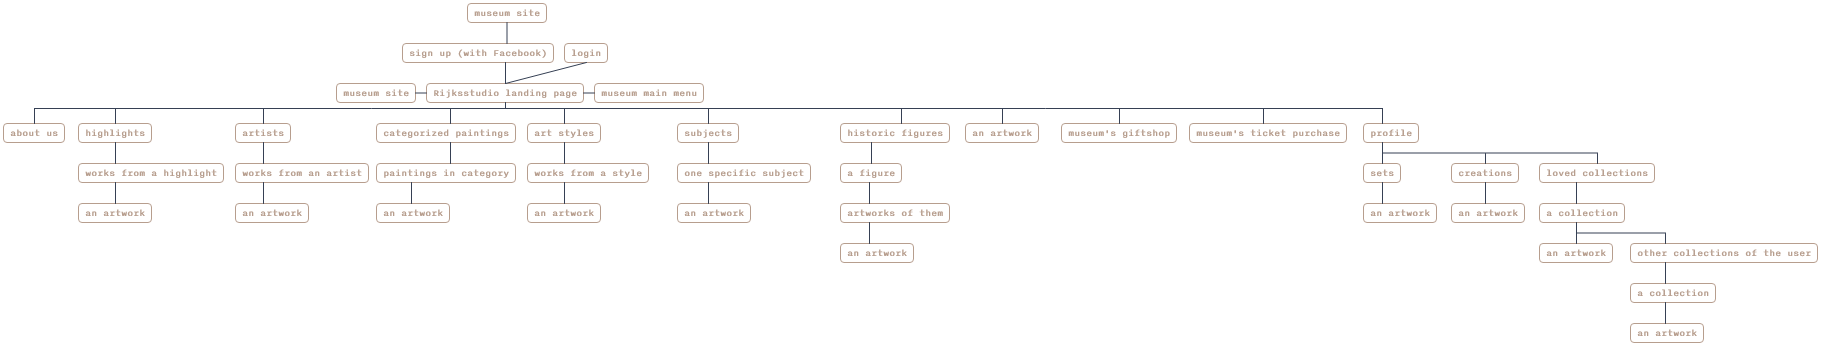 museum site
sign up (with Facebook)
login
museum site
Rijksstudio landing page
museum main menu
about us
highlights
artists
categorized paintings
art styles
subjects
historic figures
an artwork
museum's giftshop
museum's ticket purchase
profile
works from a highlight
works from an artist
paintings in category
works from a style
one specific subject
a figure
sets
creations
loved collections
an artwork
an artwork
an artwork
an artwork
an artwork
artworks of them
an artwork
an artwork
a collection
an artwork
an artwork
other collections of the user
a collection
an artwork